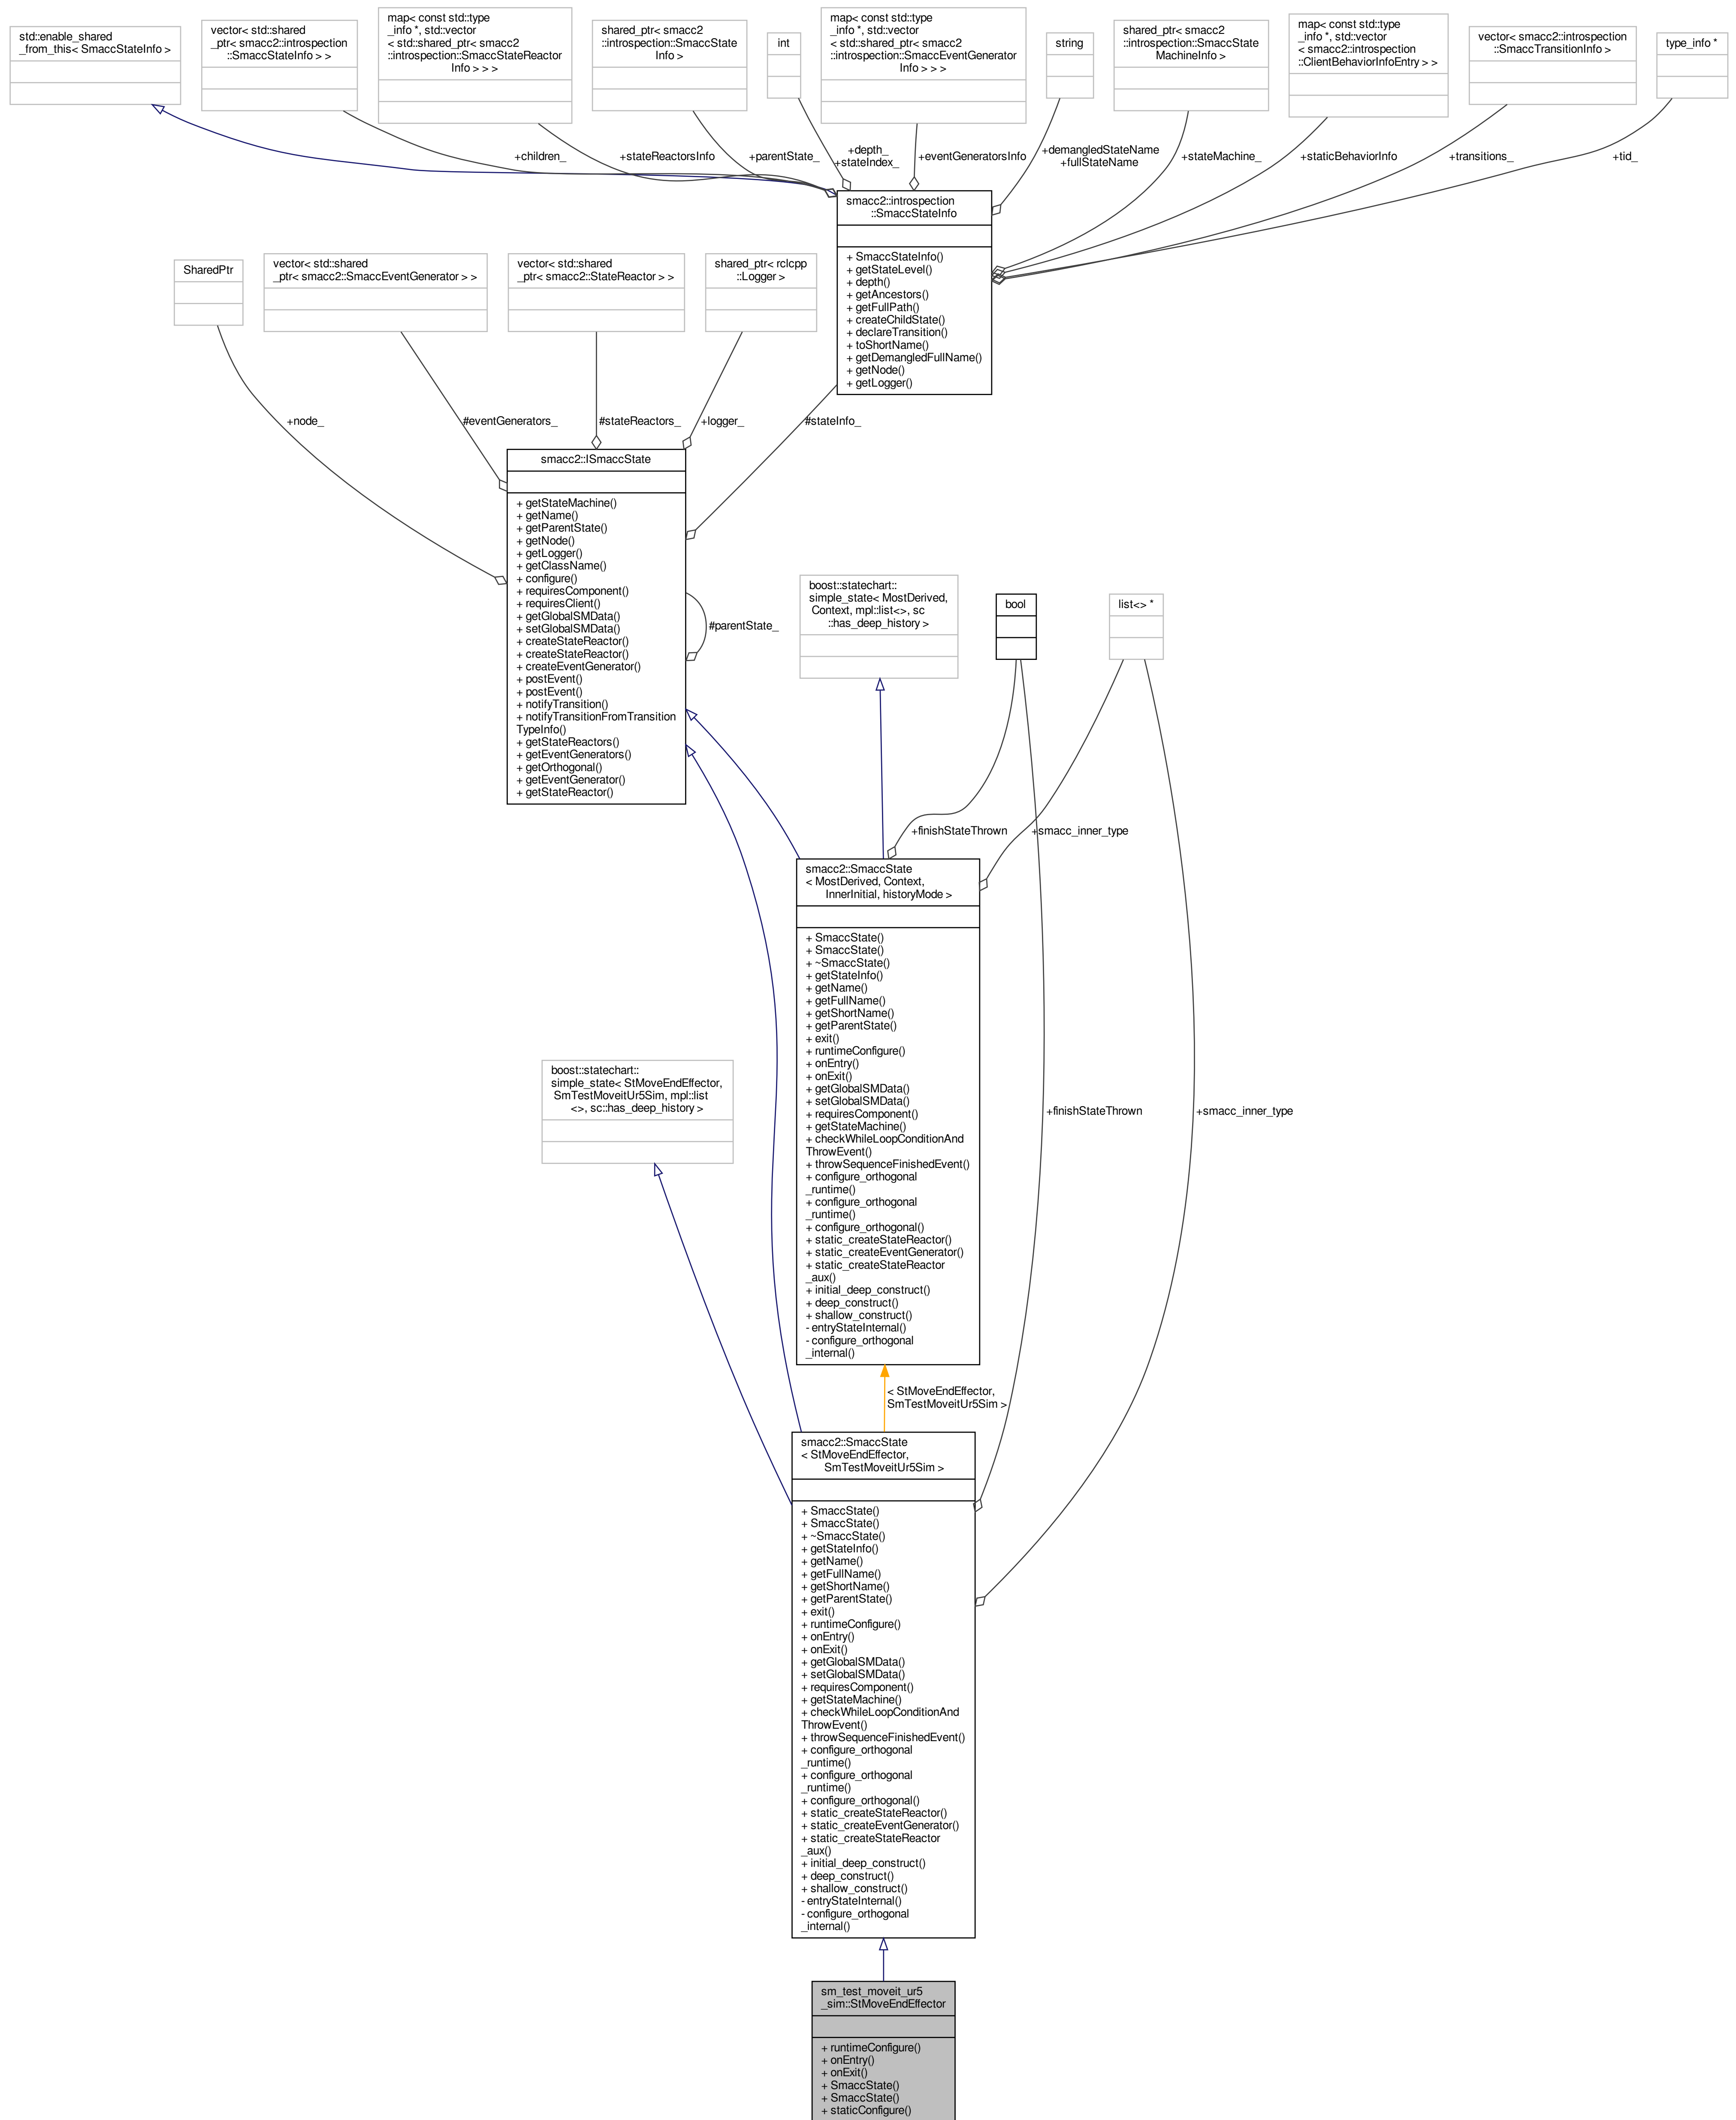 std::enable_shared
_from_this< SmaccStateInfo >
vector< std::shared
_ptr< smacc2::introspection
::SmaccStateInfo > >
map< const std::type
_info *, std::vector
< std::shared_ptr< smacc2
::introspection::SmaccStateReactor
Info > > >
shared_ptr< smacc2
::introspection::SmaccState
Info >
int
map< const std::type
_info *, std::vector
< std::shared_ptr< smacc2
::introspection::SmaccEventGenerator
Info > > >
string
shared_ptr< smacc2
::introspection::SmaccState
MachineInfo >
map< const std::type
_info *, std::vector
< smacc2::introspection
::ClientBehaviorInfoEntry > >
vector< smacc2::introspection
::SmaccTransitionInfo >
type_info *
+children_
+stateReactorsInfo
+parentState_
+depth_
+stateIndex_
+eventGeneratorsInfo
+demangledStateName
+fullStateName
+stateMachine_
+staticBehaviorInfo
+transitions_
+tid_
smacc2::introspection
::SmaccStateInfo
+ SmaccStateInfo()
+ getStateLevel()
+ depth()
+ getAncestors()
+ getFullPath()
+ createChildState()
+ declareTransition()
+ toShortName()
+ getDemangledFullName()
+ getNode()
+ getLogger()
SharedPtr
vector< std::shared
_ptr< smacc2::SmaccEventGenerator > >
vector< std::shared
_ptr< smacc2::StateReactor > >
shared_ptr< rclcpp
::Logger >
+node_
#eventGenerators_
#stateReactors_
+logger_
#stateInfo_
smacc2::ISmaccState
+ getStateMachine()
+ getName()
+ getParentState()
+ getNode()
+ getLogger()
+ getClassName()
+ configure()
+ requiresComponent()
+ requiresClient()
+ getGlobalSMData()
+ setGlobalSMData()
+ createStateReactor()
+ createStateReactor()
+ createEventGenerator()
+ postEvent()
+ postEvent()
+ notifyTransition()
+ notifyTransitionFromTransition
TypeInfo()
+ getStateReactors()
+ getEventGenerators()
+ getOrthogonal()
+ getEventGenerator()
+ getStateReactor()
#parentState_
boost::statechart::
simple_state< MostDerived,
Context, mpl::list<>, sc
::has_deep_history >
bool
list<> *
+finishStateThrown
+smacc_inner_type
smacc2::SmaccState
< MostDerived, Context,
InnerInitial, historyMode >
+ SmaccState()
+ SmaccState()
+ ~SmaccState()
+ getStateInfo()
+ getName()
+ getFullName()
+ getShortName()
+ getParentState()
+ exit()
+ runtimeConfigure()
+ onEntry()
+ onExit()
+ getGlobalSMData()
+ setGlobalSMData()
+ requiresComponent()
+ getStateMachine()
+ checkWhileLoopConditionAnd
ThrowEvent()
+ throwSequenceFinishedEvent()
+ configure_orthogonal
_runtime()
+ configure_orthogonal
_runtime()
+ configure_orthogonal()
+ static_createStateReactor()
+ static_createEventGenerator()
+ static_createStateReactor
_aux()
+ initial_deep_construct()
+ deep_construct()
+ shallow_construct()
- entryStateInternal()
- configure_orthogonal
_internal()
boost::statechart::
simple_state< StMoveEndEffector,
SmTestMoveitUr5Sim, mpl::list
<>, sc::has_deep_history >
+finishStateThrown
+smacc_inner_type
< StMoveEndEffector,
SmTestMoveitUr5Sim >
smacc2::SmaccState
< StMoveEndEffector,
SmTestMoveitUr5Sim >
+ SmaccState()
+ SmaccState()
+ ~SmaccState()
+ getStateInfo()
+ getName()
+ getFullName()
+ getShortName()
+ getParentState()
+ exit()
+ runtimeConfigure()
+ onEntry()
+ onExit()
+ getGlobalSMData()
+ setGlobalSMData()
+ requiresComponent()
+ getStateMachine()
+ checkWhileLoopConditionAnd
ThrowEvent()
+ throwSequenceFinishedEvent()
+ configure_orthogonal
_runtime()
+ configure_orthogonal
_runtime()
+ configure_orthogonal()
+ static_createStateReactor()
+ static_createEventGenerator()
+ static_createStateReactor
_aux()
+ initial_deep_construct()
+ deep_construct()
+ shallow_construct()
- entryStateInternal()
- configure_orthogonal
_internal()
sm_test_moveit_ur5
_sim::StMoveEndEffector
+ runtimeConfigure()
+ onEntry()
+ onExit()
+ SmaccState()
+ SmaccState()
+ staticConfigure()